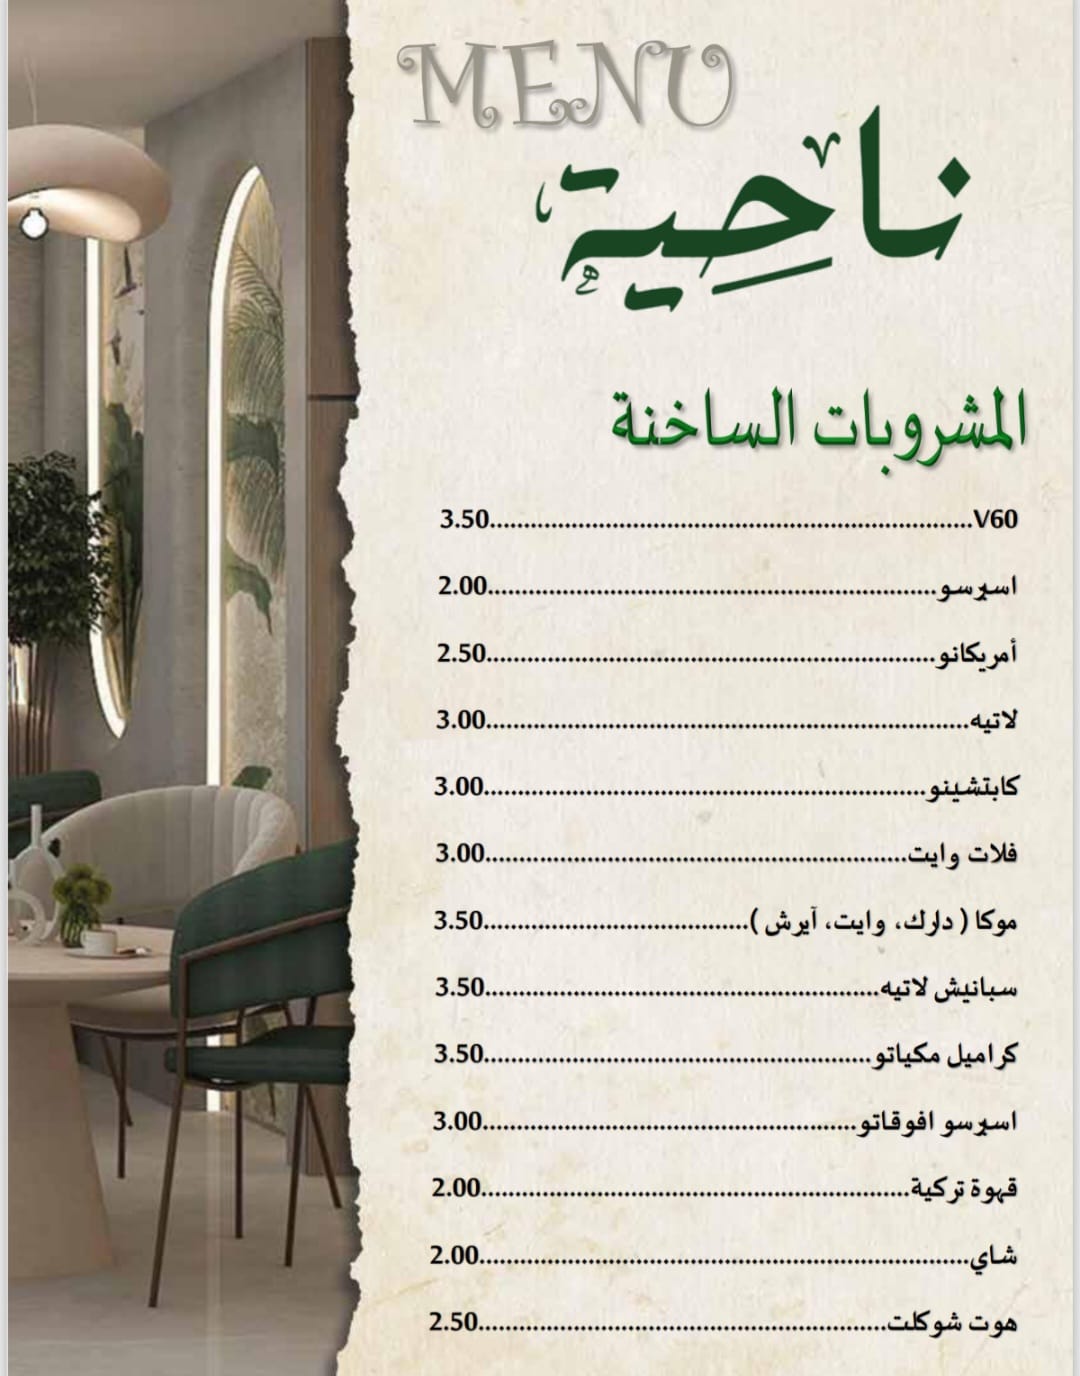 MENU
ناحية
المشروبات الساخنة
V60......................................................................3.50
اسبرسو.................................................................2.00
أمريكانو.................................................................2.50
لاتيه......................................................................3.00
كابتشينو................................................................3.00
فلات وايت.............................................................3.00
موكا ( دارك، وايت، آيرش )......................................3.50
سبانيش لاتيه.........................................................3.50
كراميل مكياتو........................................................3.50
اسبرسو افوقاتو......................................................3.00
قهوة تركية..............................................................2.00
شاي.......................................................................2.00
هوت شوكلت...........................................................2.50